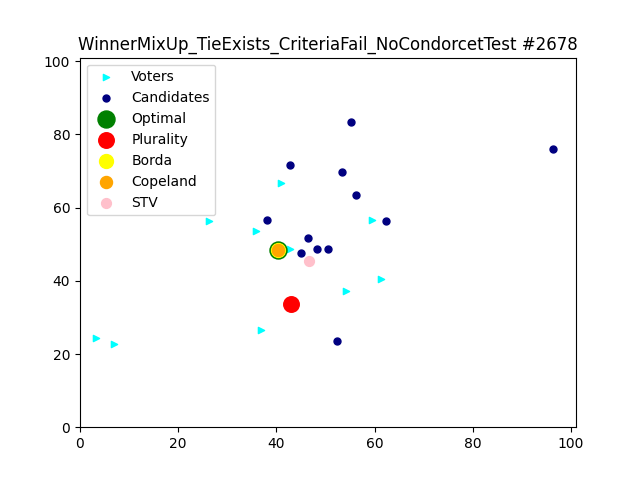 WinnerMixUp_TieExists_CriteriaFail_NoCondorcetTest #2678
Voters
Candidates
Optimal
Plurality
Borda
Copeland
STV
100
80
60
40
20
0
0 20 40 60 80 100